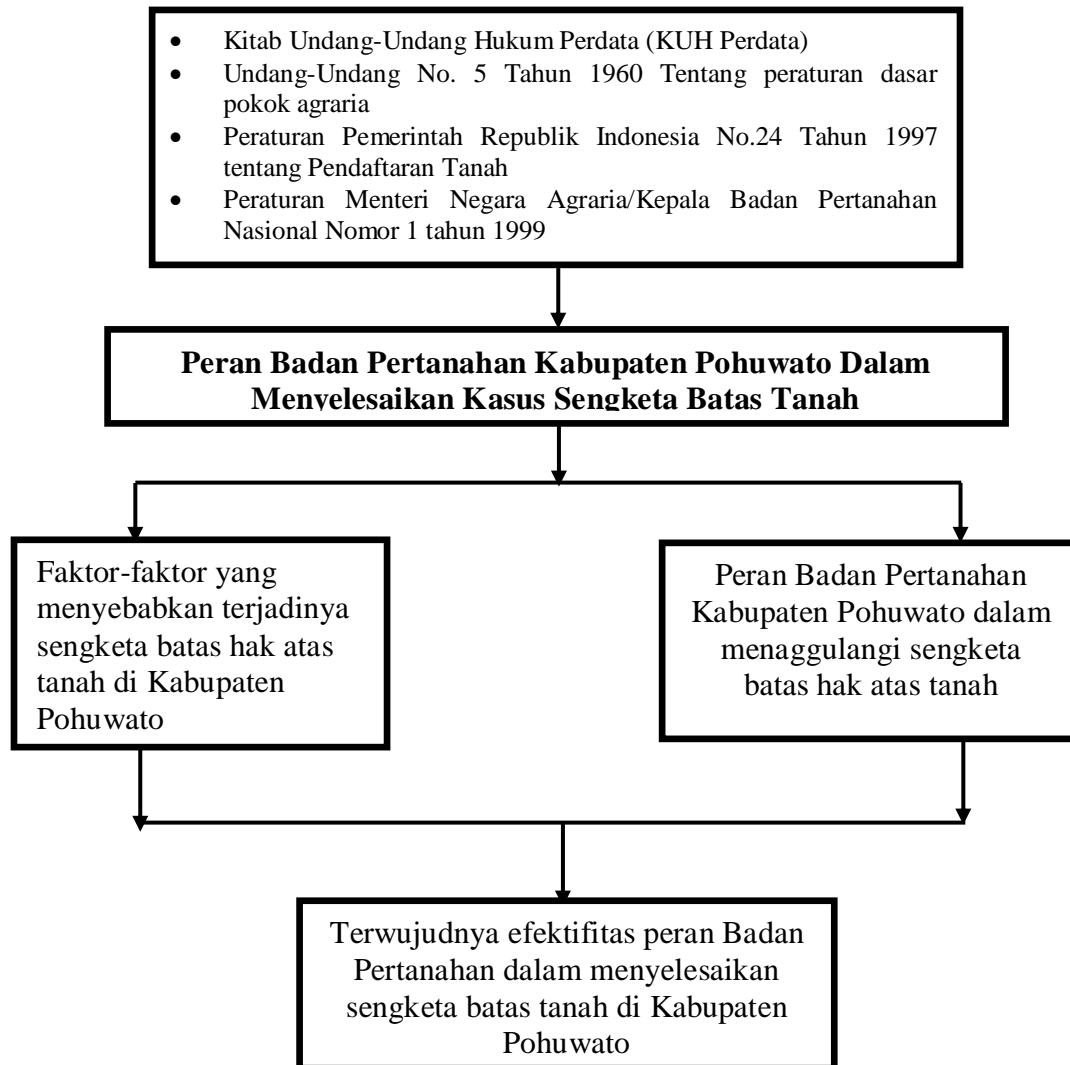 • Kitab Undang-Undang Hukum Perdata (KUH Perdata)
• Undang-Undang No. 5 Tahun 1960 Tentang peraturan dasar
pokok agraria
• Peraturan Pemerintah Republik Indonesia No.24 Tahun 1997
tentang Pendaftaran Tanah
• Peraturan Menteri Negara Agraria/Kepala Badan Pertanahan
Nasional Nomor 1 tahun 1999
Peran Badan Pertanahan Kabupaten Pohuwato Dalam
Menyelesaikan Kasus Sengketa Batas Tanah
Faktor-faktor yang
menyebabkan terjadinya
sengketa batas hak atas
tanah di Kabupaten
Pohuwato
Peran Badan Pertanahan
Kabupaten Pohuwato dalam
menaggulangi sengketa
batas hak atas tanah
Terwujudnya efektifitas peran Badan
Pertanahan dalam menyelesaikan
sengketa batas tanah di Kabupaten
Pohuwato